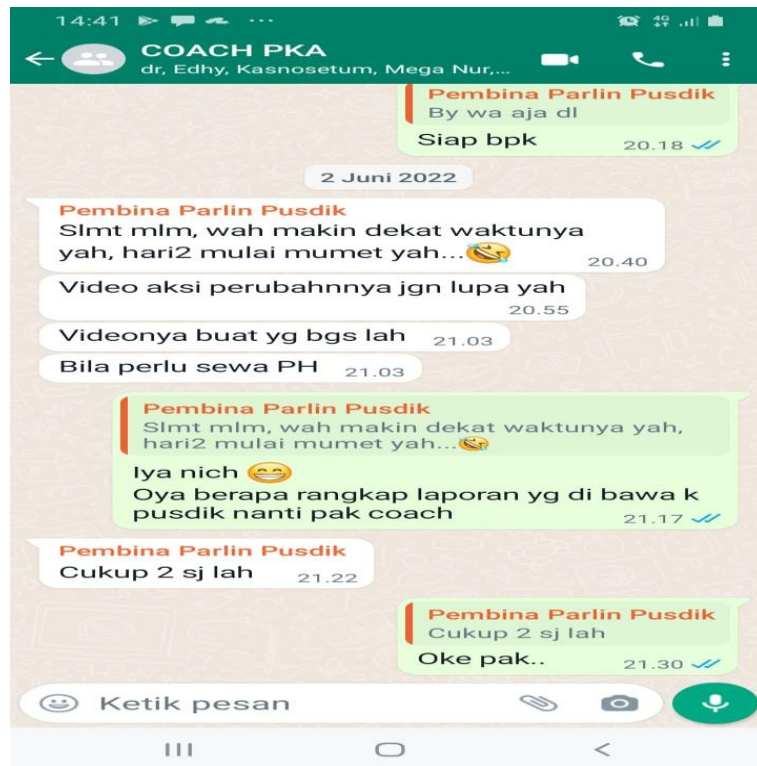 14:41 ...
4G
COACH PKA
dr, Edhy, Kasnosetum, Mega Nur,...
Pembina Parlin Pusdik
By wa aja dl
Siap bpk 20.18
2 Juni 2022
Pembina Parlin Pusdik
Slmt mlm, wah makin dekat waktunya
yah, hari2 mulai mumet yah...🤣 20.40
Video aksi perubahnnya jgn lupa yah
20.55
Videonya buat yg bgs lah 21.03
Bila perlu sewa PH 21.03
Pembina Parlin Pusdik
Slmt mlm, wah makin dekat waktunya yah,
hari2 mulai mumet yah...🤣
Iya nich 😁
Oya berapa rangkap laporan yg di bawa k
pusdik nanti pak coach 21.17
Pembina Parlin Pusdik
Cukup 2 sj lah 21.22
Pembina Parlin Pusdik
Cukup 2 sj lah
Oke pak.. 21.30
Ketik pesan